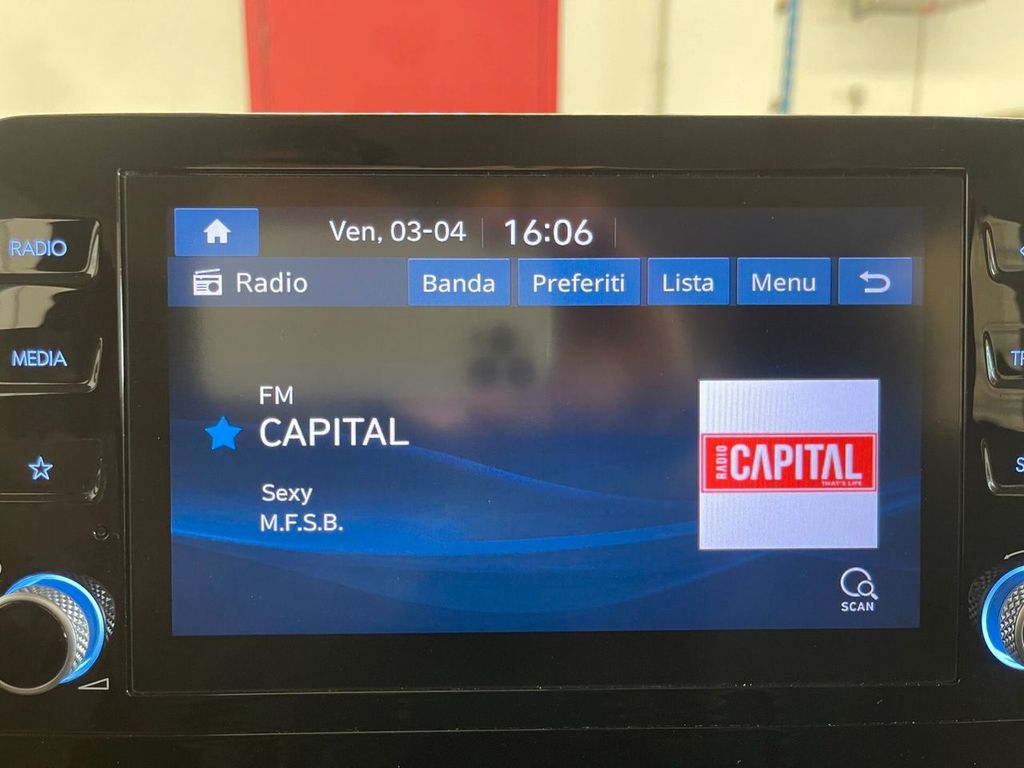 Ven, 03-04 16:06
RADIO
Radio Banda Preferiti Lista Menu
MEDIA
FM
CAPITAL
RADIO CAPITAL
THAT'S LIFE
Sexy
M.F.S.B.
SCAN